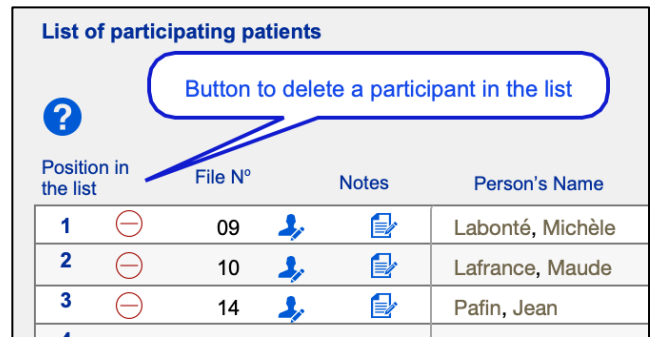 List of participating patients
Button to delete a participant in the list
?
Position in
the list
File Nº
Notes
Person's Name
1 09 Labonté, Michèle
2 10 Lafrance, Maude
3 14 Pafin, Jean